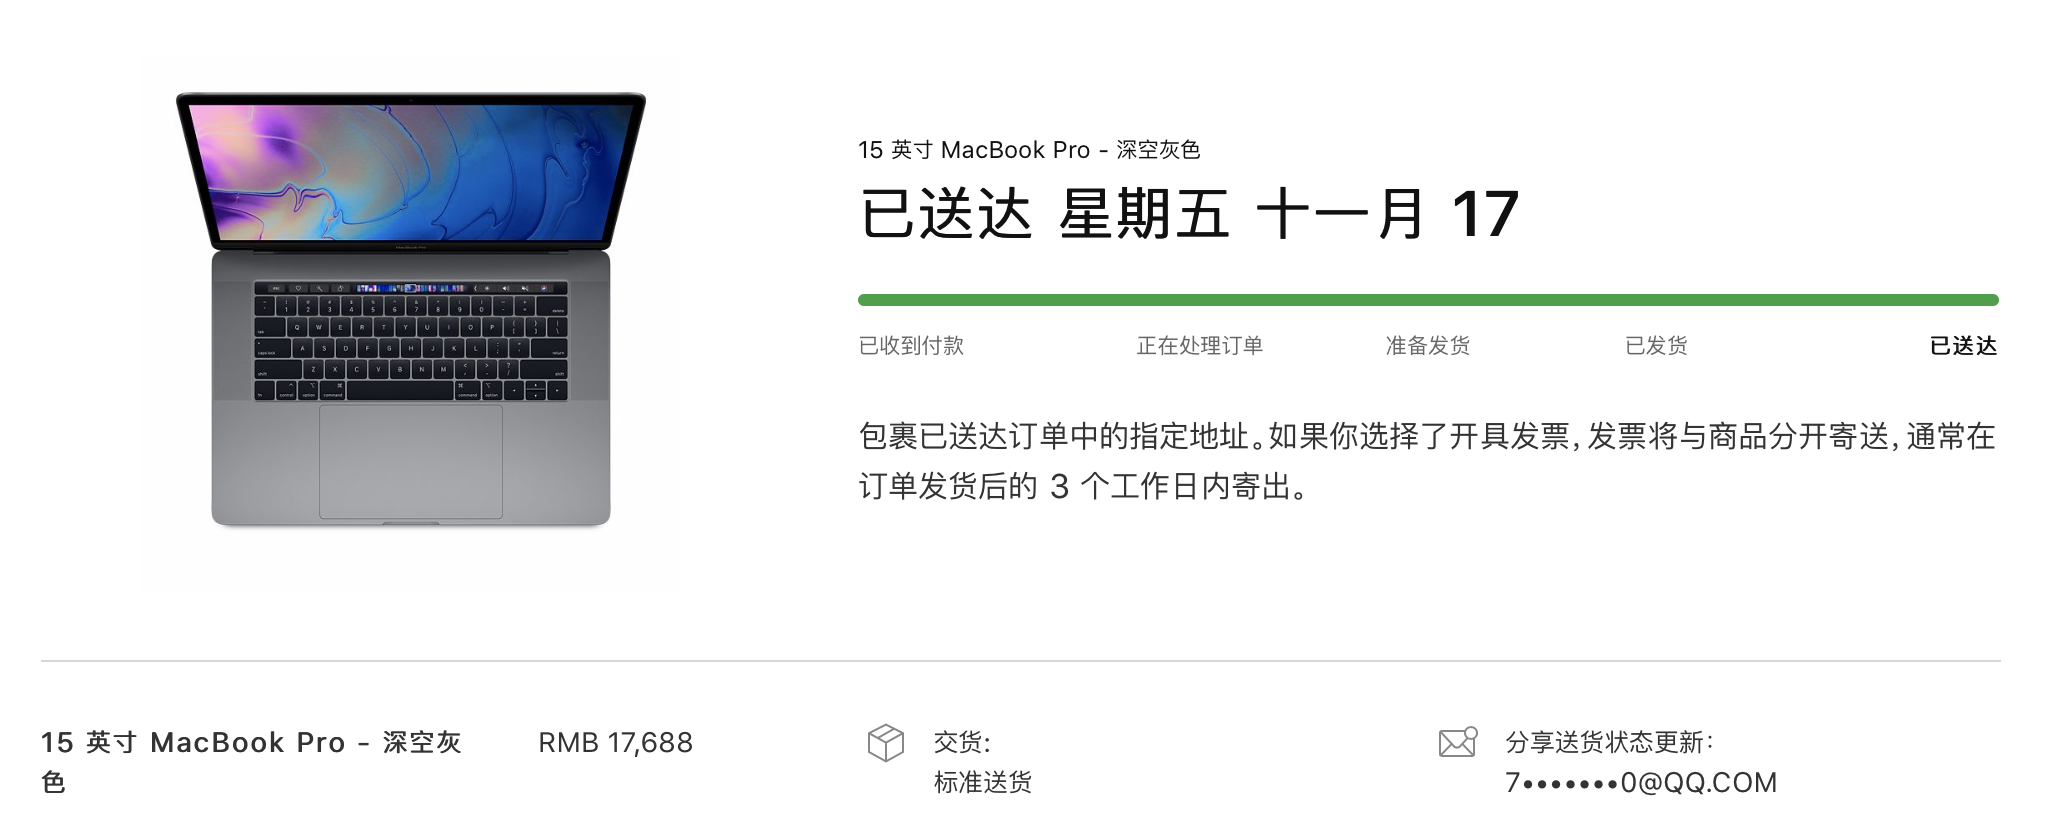 15 英寸 MacBook Pro - 深空灰色
已送达 星期五 十一月 17
已收到付款 正在处理订单 准备发货 已发货 已送达
包裹已送达订单中的指定地址。如果你选择了开具发票，发票将与商品分开寄送，通常在
订单发货后的 3 个工作日内寄出。
15 英寸 MacBook Pro - 深空灰
色
RMB 17,688
交货:
标准送货
分享送货状态更新:
7•••••••0@QQ.COM